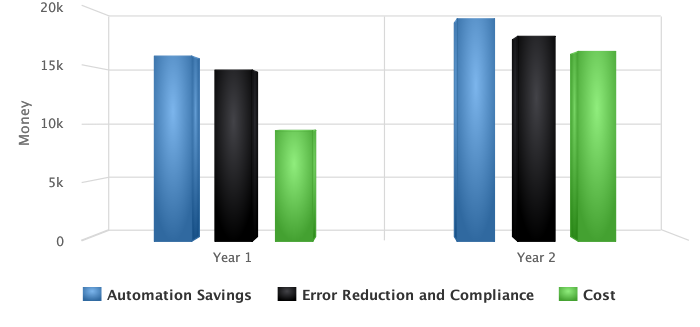 20k
15k
10k
5k
0
Money
Year 1
Year 2
Automation Savings
Error Reduction and Compliance
Cost